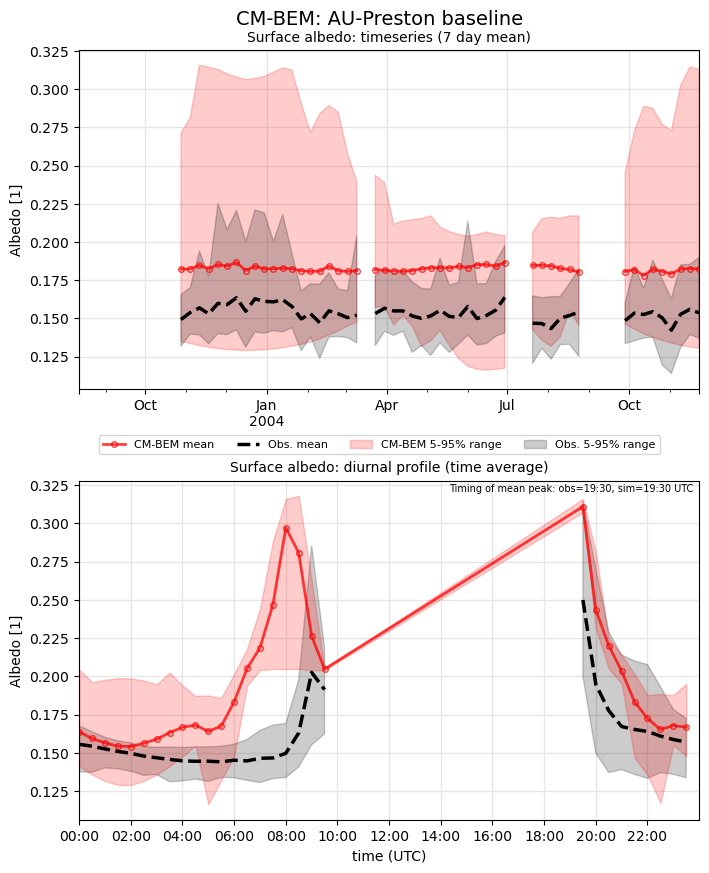 CM-BEM: AU-Preston baseline
Surface albedo: timeseries (7 day mean)
0.325
0.300
0.275
0.250
0.225
0.200
0.175
0.150
0.125
Albedo [1]
Oct Jan Apr Jul Oct
2004
CM-BEM mean Obs. mean CM-BEM 5-95% range Obs. 5-95% range
Surface albedo: diurnal profile (time average)
Timing of mean peak: obs=19:30, sim=19:30 UTC
0.325
0.300
0.275
0.250
0.225
0.200
0.175
0.150
0.125
Albedo [1]
00:00 02:00 04:00 06:00 08:00 10:00 12:00 14:00 16:00 18:00 20:00 22:00
time (UTC)